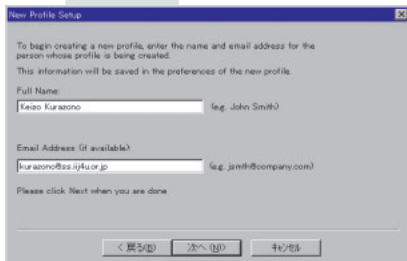 New Profile Setup
To begin creating a new profile, enter the name and email address for the
person whose profile is being created.
This information will be saved in the preferences of the new profile.
Full Name:
Keizo Kurazono (e.g. John Smith)
Email Address (if available):
kurazono@ss.iij4u.or.jp (e.g. jsmith@company.com)
Please click Next when you are done
< 戻る(B) 次へ (N)> キャンセル